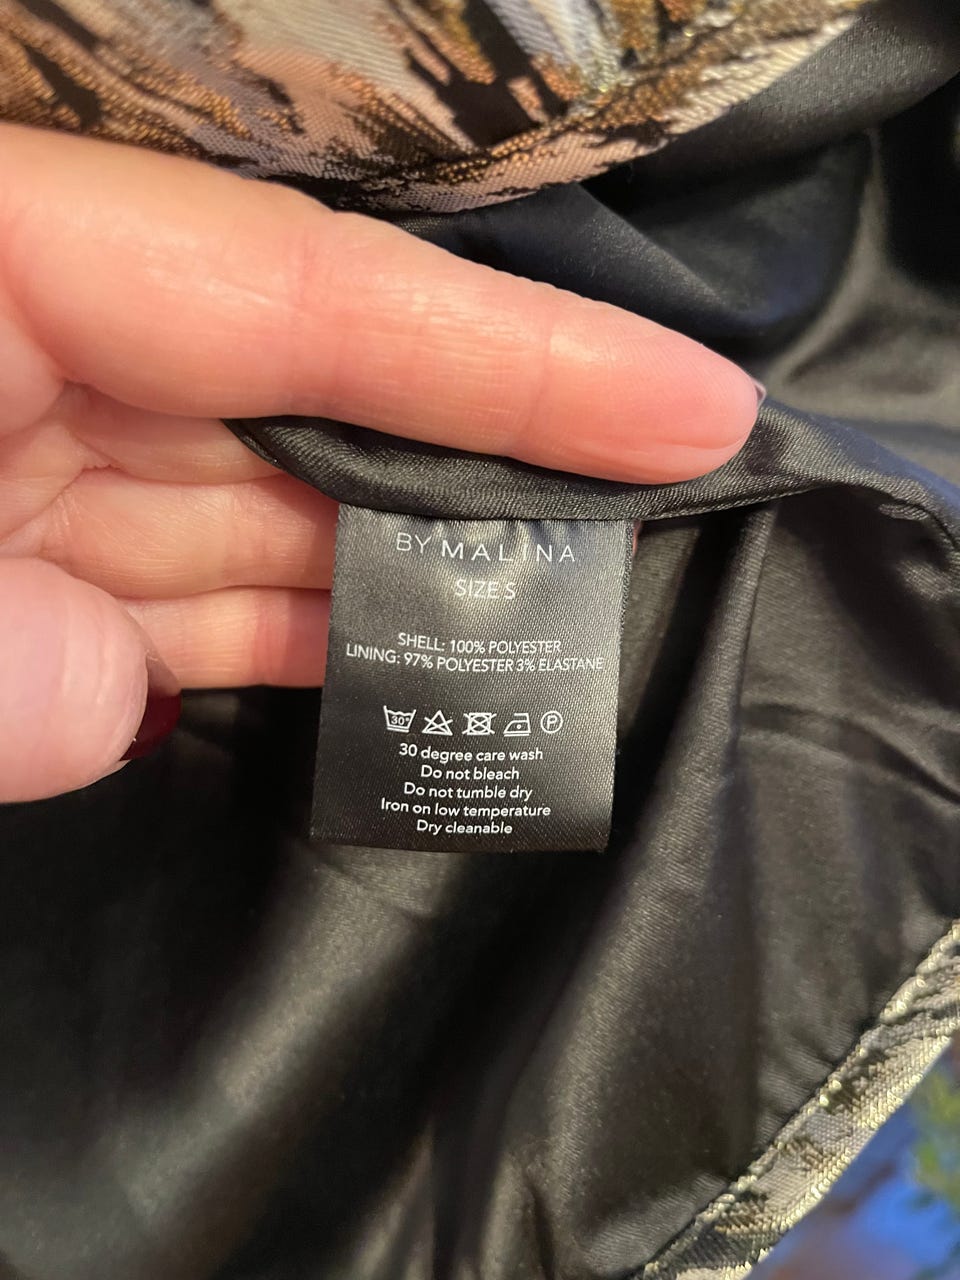 BY MALINA
SIZE S
SHELL: 100% POLYESTER
LINING: 97% POLYESTER 3% ELASTANE
30° P
30 degree care wash
Do not bleach
Do not tumble dry
Iron on low temperature
Dry cleanable